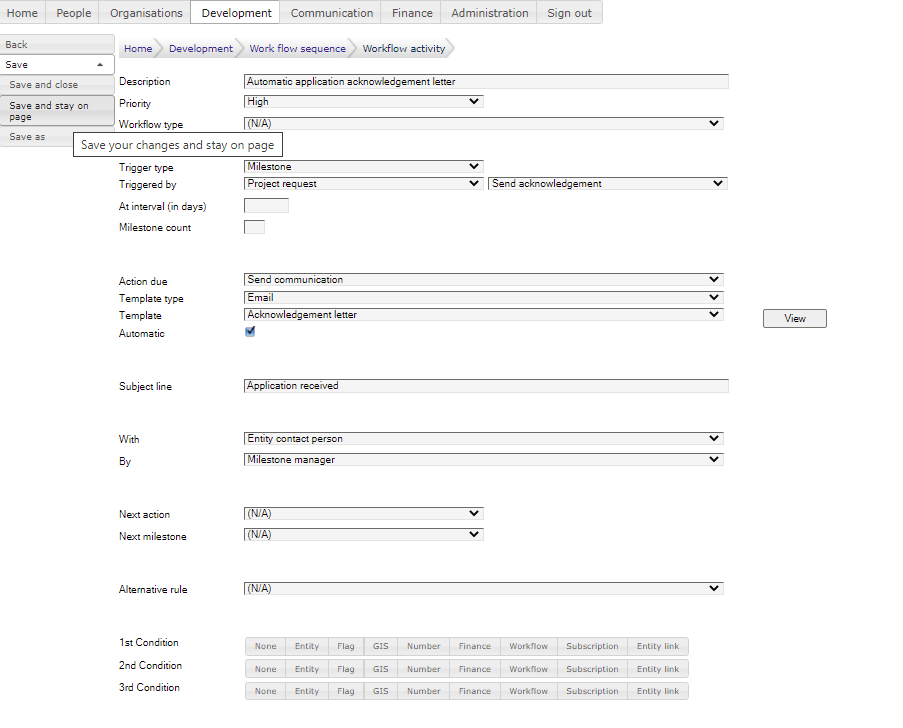 Home People Organisations Development Communication Finance Administration Sign out
Back
Home Development Work flow sequence Workflow activity
Save
Save and close
Save and stay on
page
Save as
Save your changes and stay on page
Description Automatic application acknowledgement letter
Priority High
Workflow type (N/A)
Trigger type Milestone
Triggered by Project request Send acknowledgement
At interval (in days)
Milestone count
Action due Send communication
Template type Email
Template Acknowledgement letter View
Automatic
Subject line Application received
With Entity contact person
By Milestone manager
Next action (N/A)
Next milestone (N/A)
Alternative rule (N/A)
1st Condition None Entity Flag GIS Number Finance Workflow Subscription Entity link
2nd Condition None Entity Flag GIS Number Finance Workflow Subscription Entity link
3rd Condition None Entity Flag GIS Number Finance Workflow Subscription Entity link